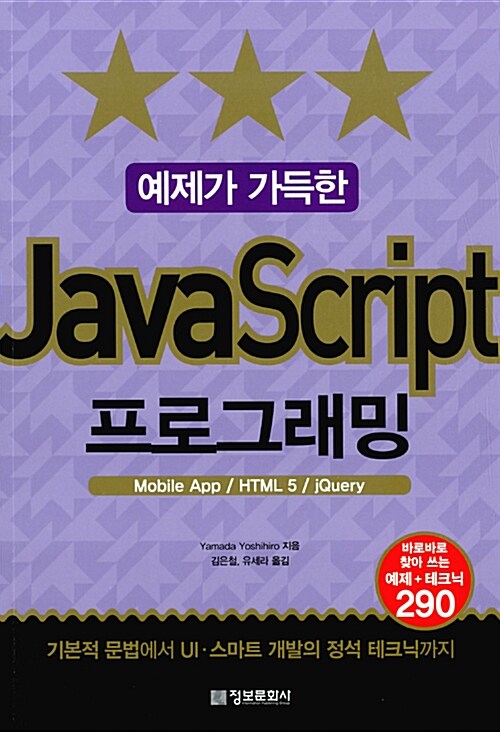 예제가 가득한
JavaScript
프로그래밍
Mobile App / HTML 5 / jQuery
Yamada Yoshihiro 지음
김은철, 유세라 옮김
바로바로
찾아 쓰는
예제 + 테크닉
290
기본적 문법에서 UI · 스마트 개발의 정석 테크닉까지
정보문화사
Information Publishing Group